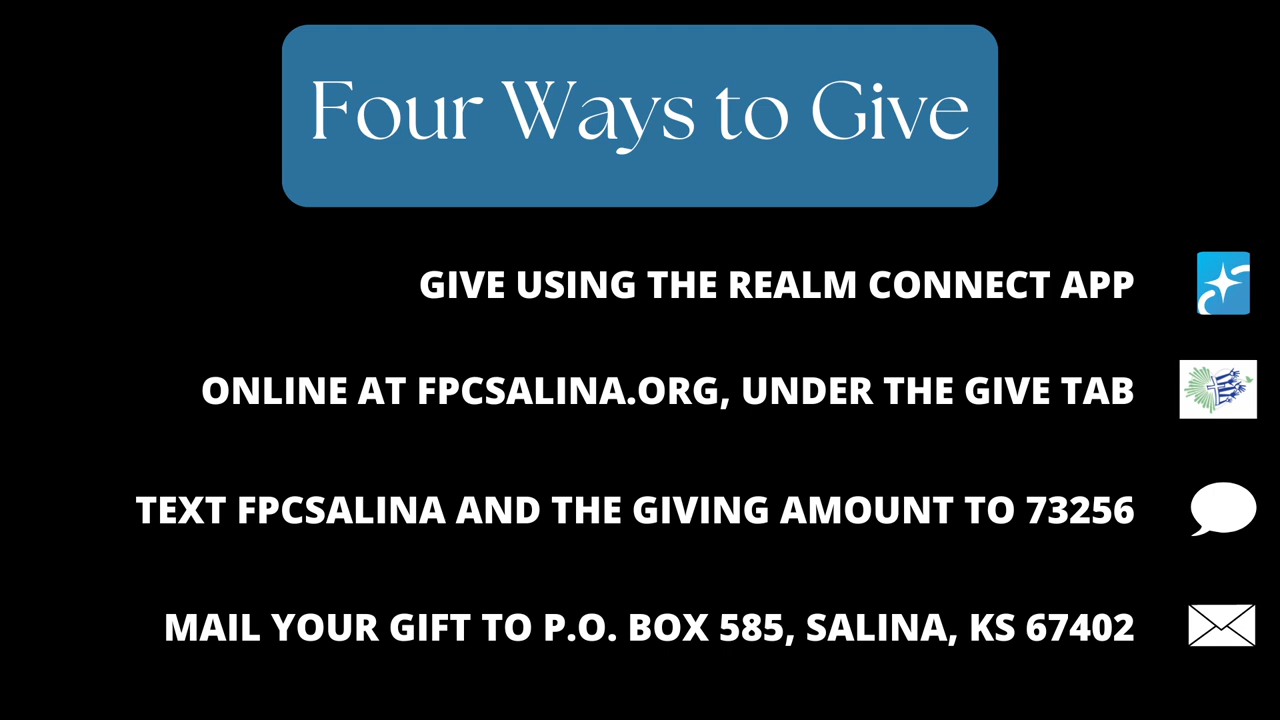 Four Ways to Give
GIVE USING THE REALM CONNECT APP
ONLINE AT FPCSALINA.ORG, UNDER THE GIVE TAB
TEXT FPCSALINA AND THE GIVING AMOUNT TO 73256
MAIL YOUR GIFT TO P.O. BOX 585, SALINA, KS 67402